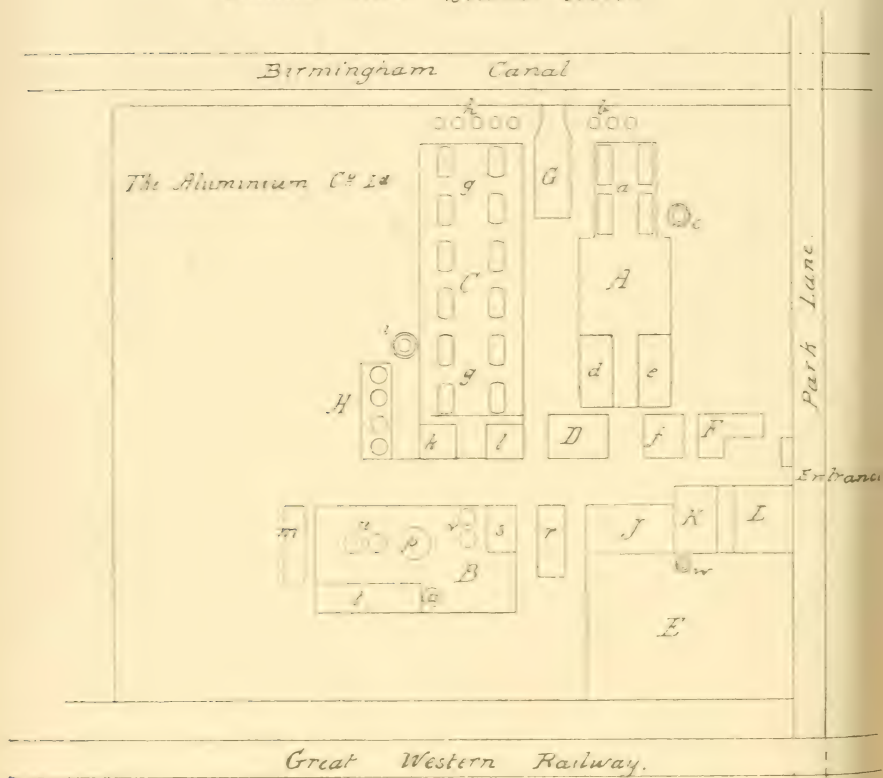 Birmingham Canal
h
b
The Aluminium Co Ld
g
G
a
c
C
A
Park Lane.
i
g
d
e
H
k
l
D
f
F
Entrance
m
n
p
v
s
r
J
K
L
B
w
t
E
Great Western Railway.